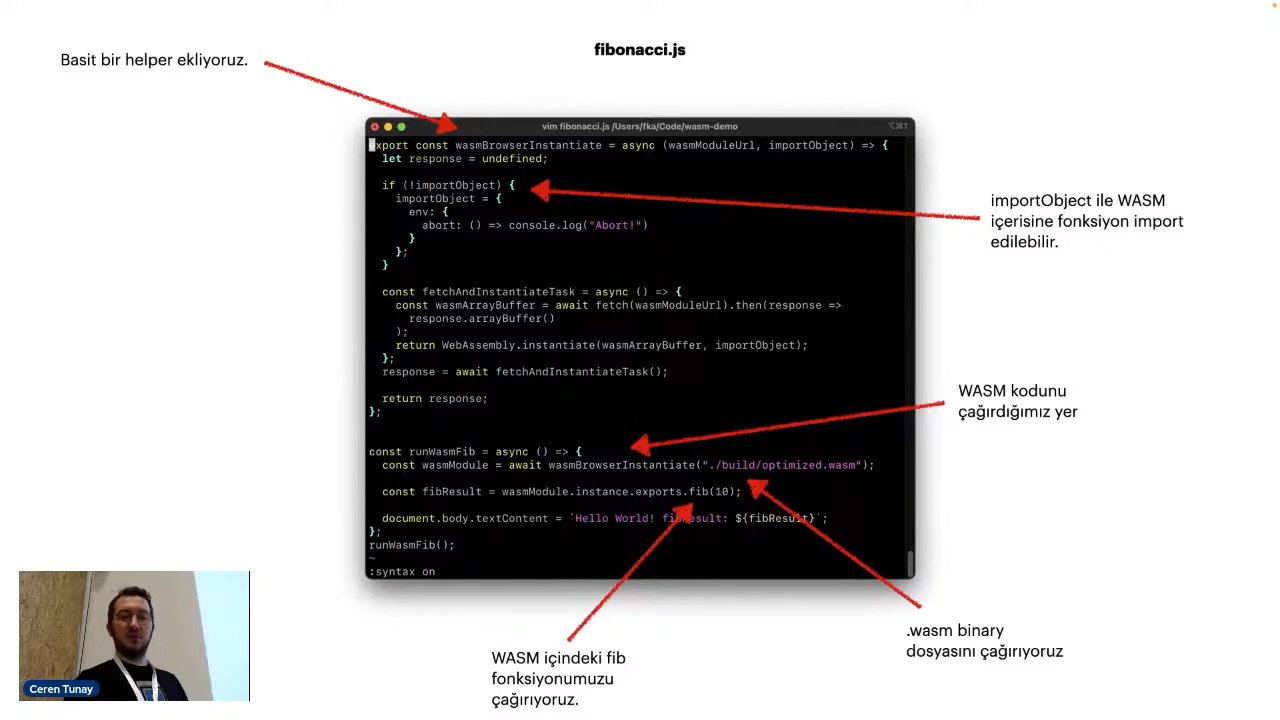 fibonacci.js
Basit bir helper ekliyoruz.
vim fibonacci.js /Users/fka/Code/wasm-demo
⌥⌘1
export const wasmBrowserInstantiate = async (wasmModuleUrl, importObject) => {
  let response = undefined;
  if (!importObject) {
    importObject = {
      env: {
        abort: () => console.log("Abort!")
      }
    };
  }
  const fetchAndInstantiateTask = async () => {
    const wasmArrayBuffer = await fetch(wasmModuleUrl).then(response =>
      response.arrayBuffer()
    );
    return WebAssembly.instantiate(wasmArrayBuffer, importObject);
  };
  response = await fetchAndInstantiateTask();
  return response;
};
const runWasmFib = async () => {
  const wasmModule = await wasmBrowserInstantiate("./build/optimized.wasm");
  const fibResult = wasmModule.instance.exports.fib(10);
  document.body.textContent = `Hello World! fibResult: ${fibResult}`;
};
runWasmFib();
~
:syntax on
importObject ile WASM
içerisine fonksiyon import
edilebilir.
WASM kodunu
çağırdığımız yer
.wasm binary
dosyasını çağırıyoruz
WASM içindeki fib
fonksiyonumuzu
çağırıyoruz.
Ceren Tunay